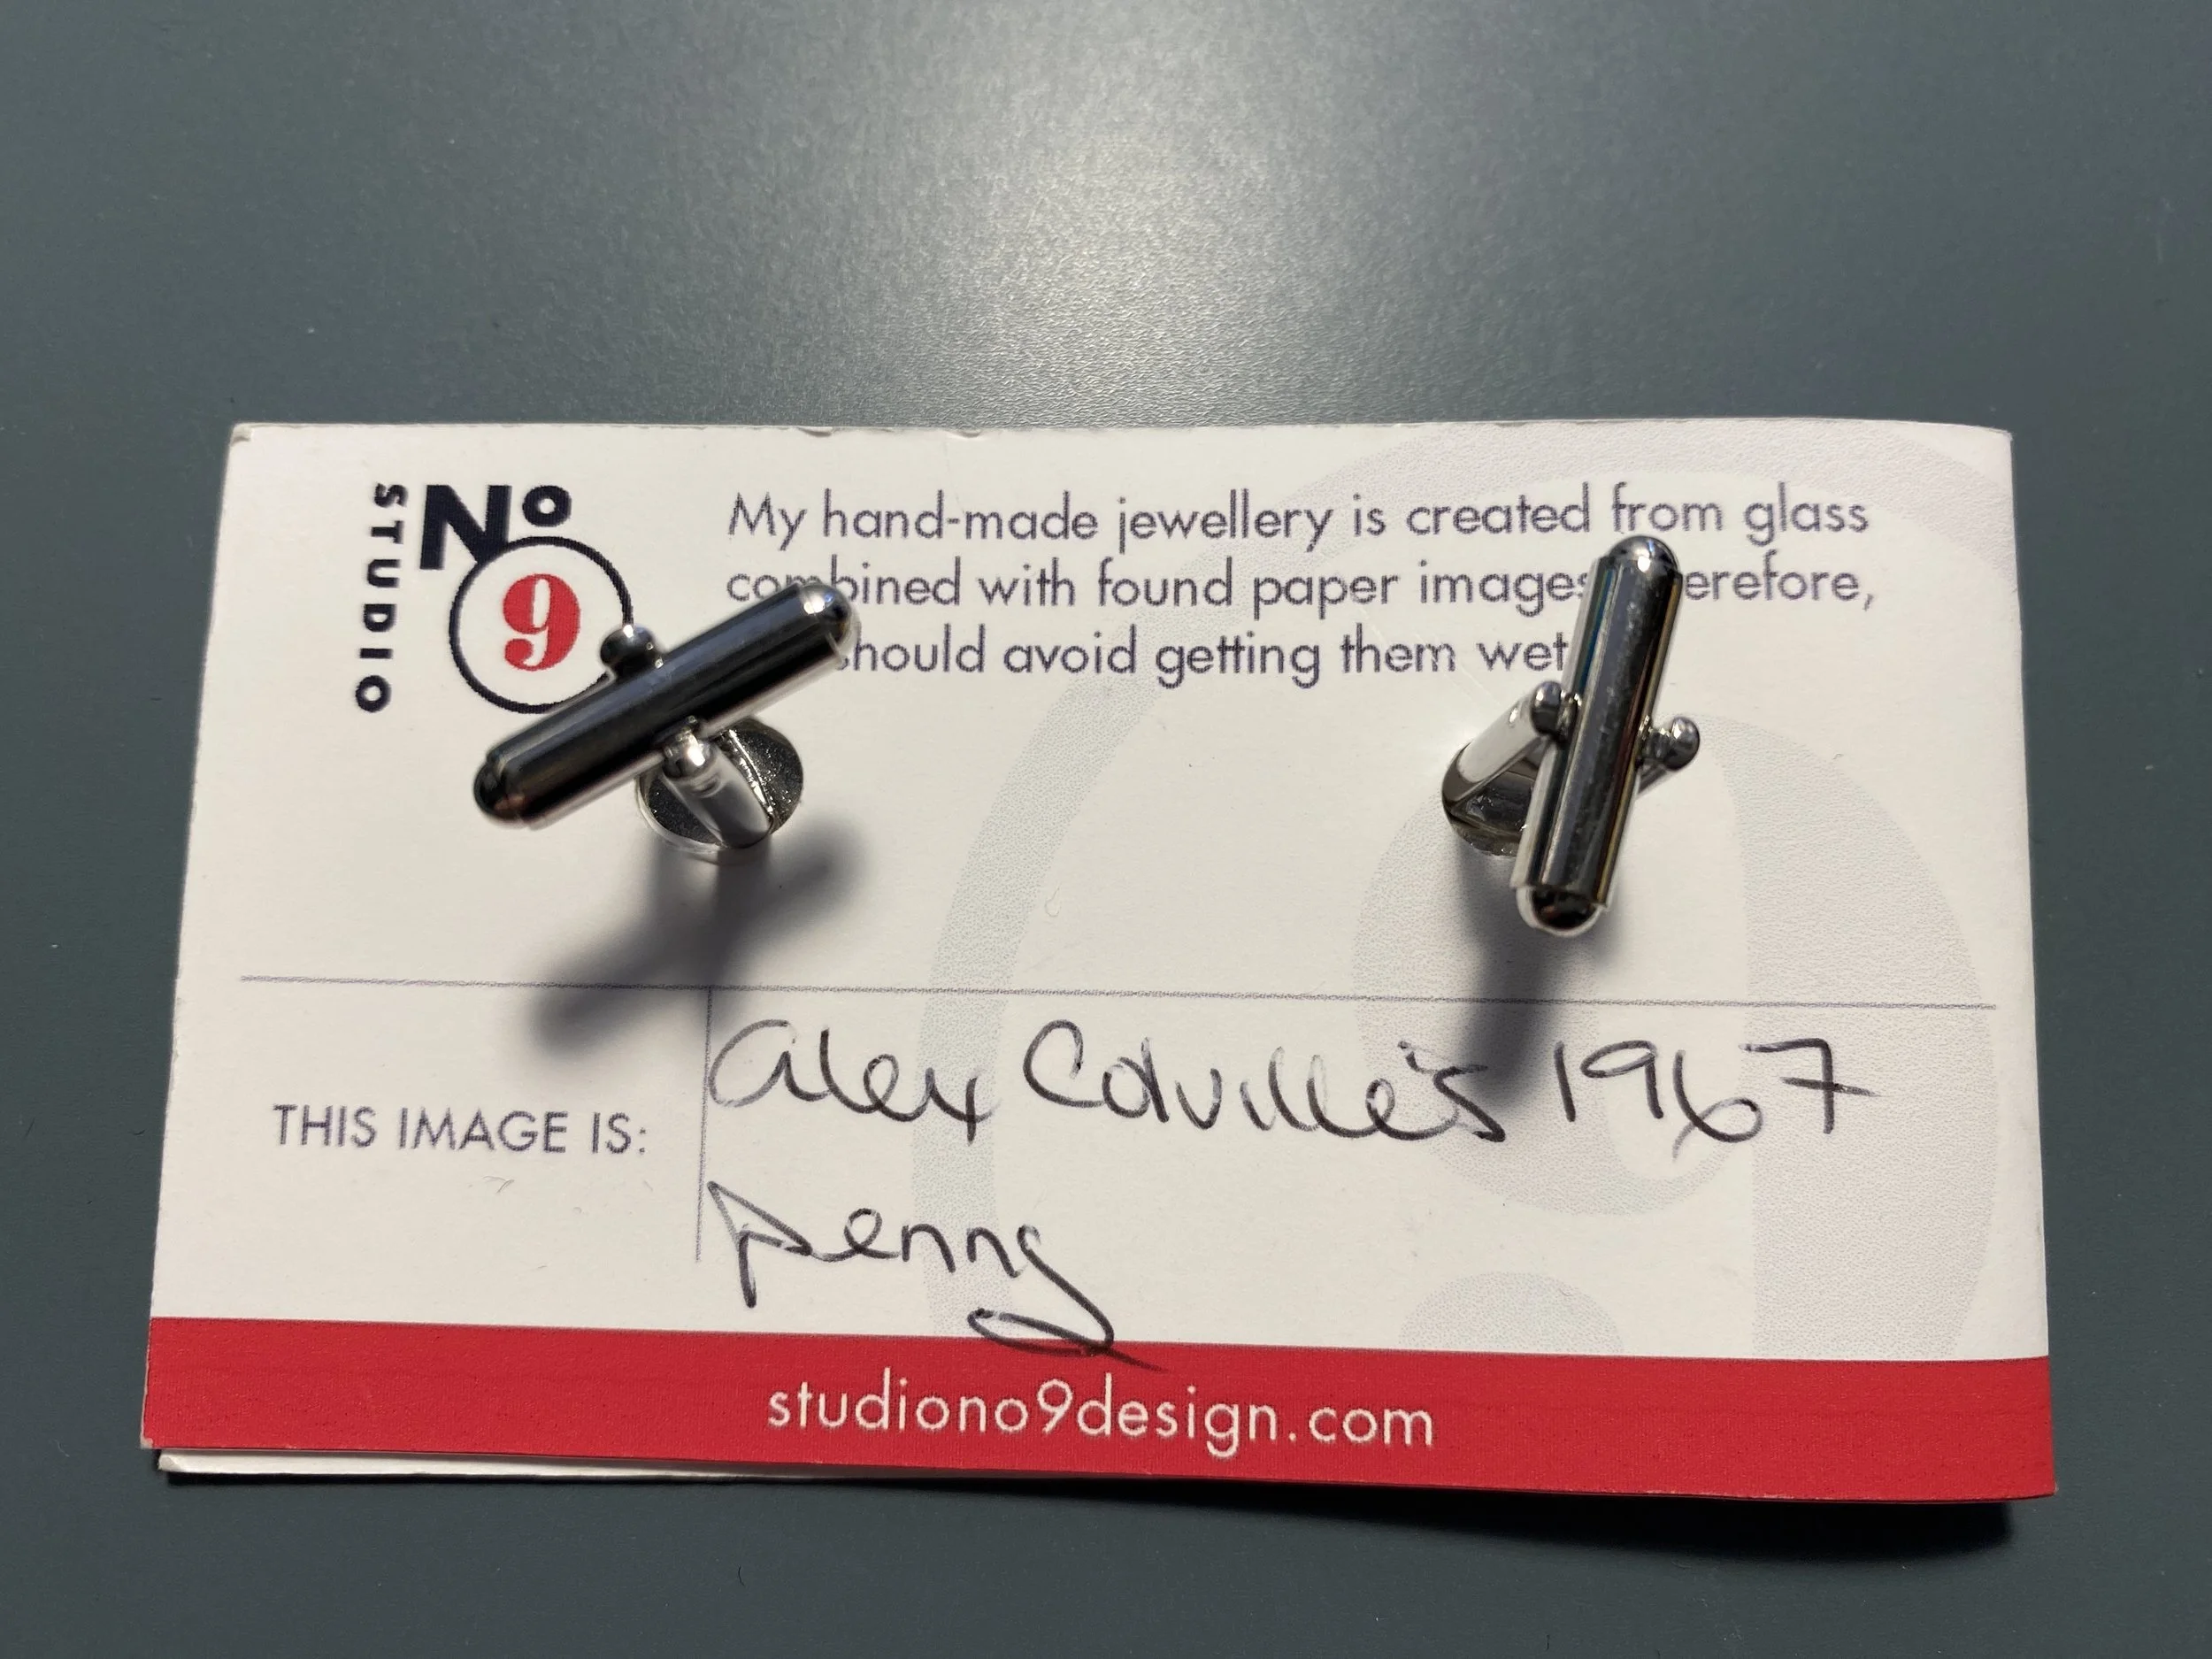 STUDIO
No
9
My hand-made jewellery is created from glass
combined with found paper images
erefore,
should avoid getting them wet
THIS IMAGE IS:
Alex Colville's 1967
penny
studiono9design.com